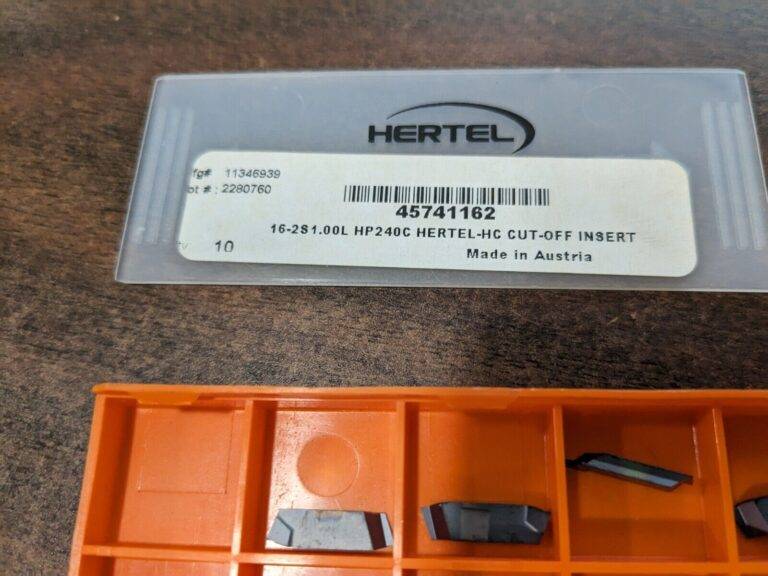 HERTEL
fg# 11346939
ot # : 2280760
45741162
16-2S1.00L HP240C HERTEL-HC CUT-OFF INSERT
ty 10
Made in Austria